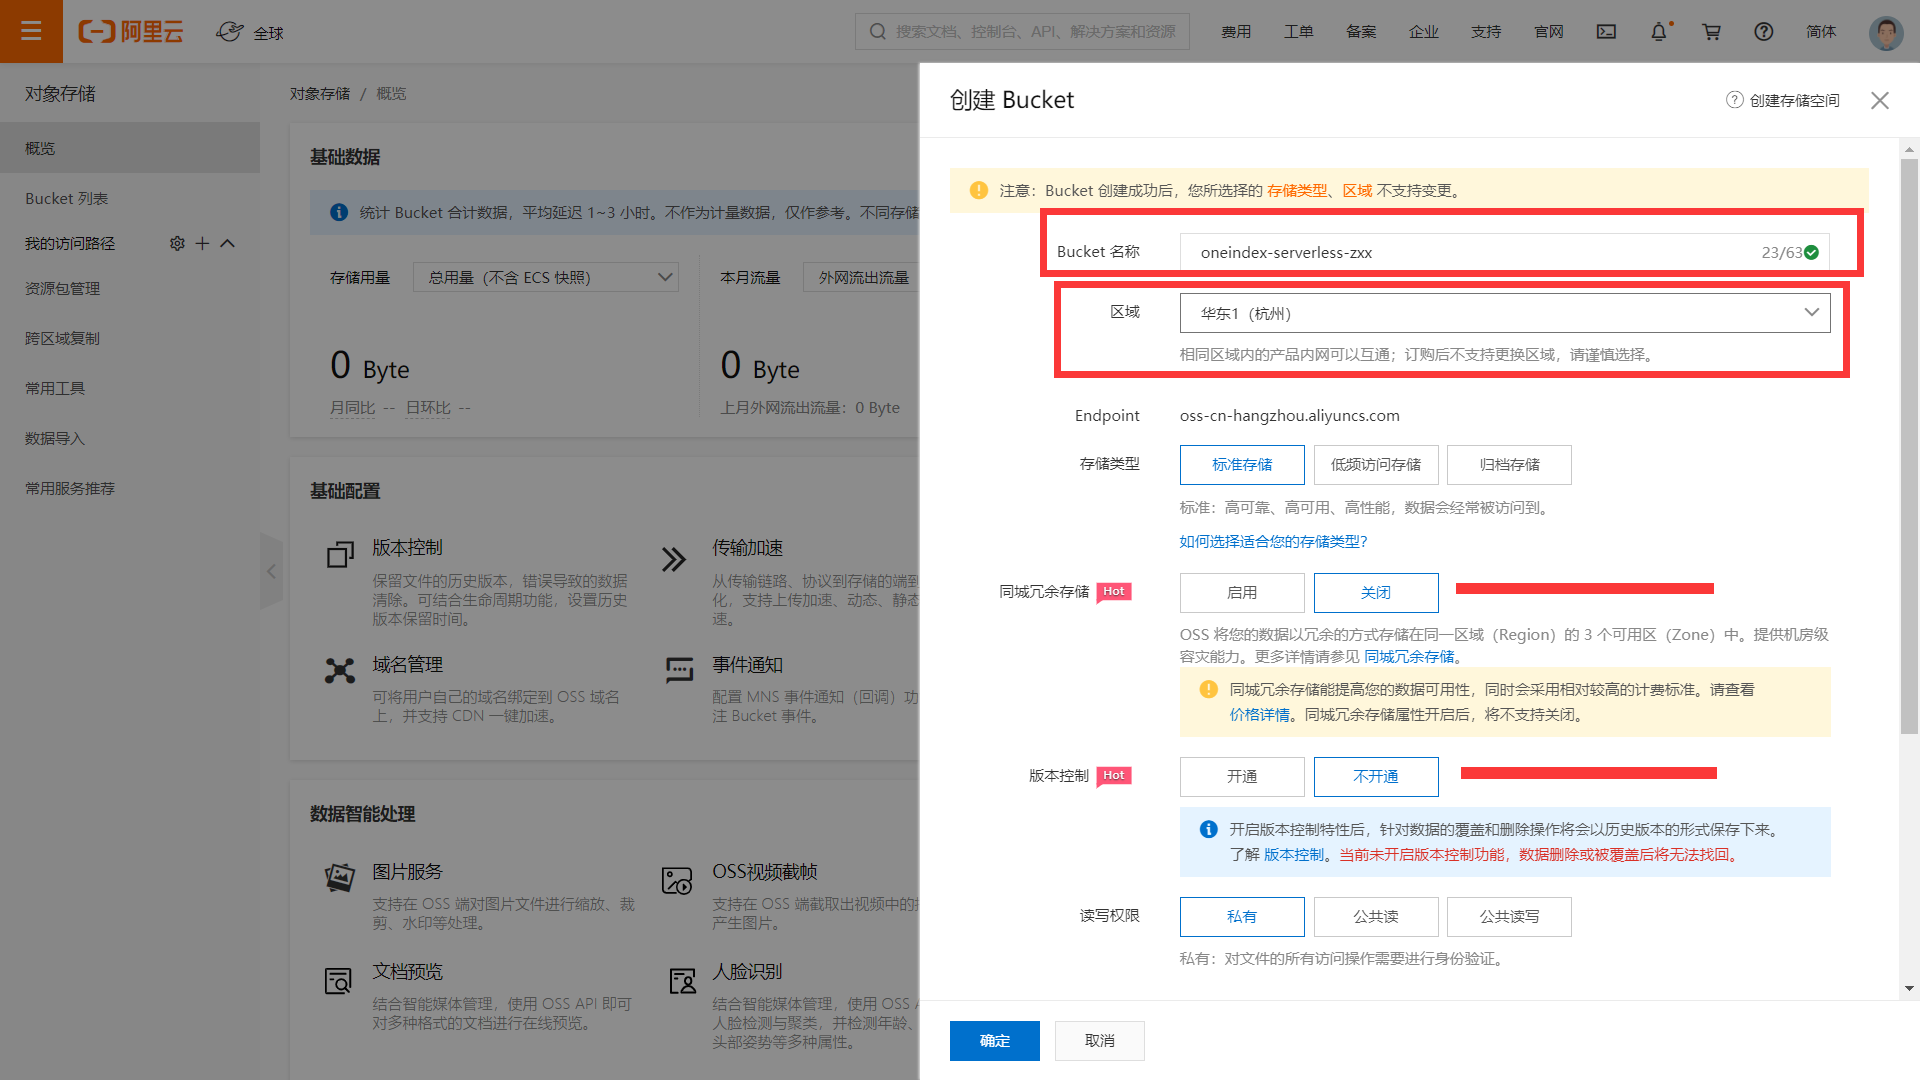 阿里云
全球
搜索文档、控制台、API、解决方案和资源
费用
工单
备案
企业
支持
官网
简体
对象存储
概览
Bucket 列表
我的访问路径
资源包管理
跨区域复制
常用工具
数据导入
常用服务推荐
对象存储 / 概览
基础数据
统计 Bucket 合计数据，平均延迟 1~3 小时。不作为计量数据，仅作参考。不同存储
存储用量
总用量（不含 ECS 快照）
本月流量
外网流出流量
0 Byte
月同比 -- 日环比 --
0 Byte
上月外网流出流量：0 Byte
基础配置
版本控制
保留文件的历史版本，错误导致的数据
清除。可结合生命周期功能，设置历史
版本保留时间。
传输加速
从传输链路、协议到存储的端到
化，支持上传加速、动态、静态
速。
域名管理
可将用户自己的域名绑定到 OSS 域名
上，并支持 CDN 一键加速。
事件通知
配置 MNS 事件通知（回调）功
注 Bucket 事件。
数据智能处理
图片服务
支持在 OSS 端对图片文件进行缩放、裁
剪、水印等处理。
OSS视频截帧
支持在 OSS 端截取出视频中的
产生图片。
文档预览
结合智能媒体管理，使用 OSS API 即可
对多种格式的文档进行在线预览。
人脸识别
结合智能媒体管理，使用 OSS
人脸检测与聚类，并检测年龄、
头部姿势等多种属性。
创建 Bucket
创建存储空间
注意：Bucket 创建成功后，您所选择的 存储类型、区域 不支持变更。
Bucket 名称
oneindex-serverless-zxx
23/63
区域
华东1（杭州）
相同区域内的产品内网可以互通；订购后不支持更换区域，请谨慎选择。
Endpoint
oss-cn-hangzhou.aliyuncs.com
存储类型
标准存储
低频访问存储
归档存储
标准：高可靠、高可用、高性能，数据会经常被访问到。
如何选择适合您的存储类型?
同城冗余存储
Hot
启用
关闭
OSS 将您的数据以冗余的方式存储在同一区域（Region）的 3 个可用区（Zone）中。提供机房级
容灾能力。更多详情请参见 同城冗余存储。
同城冗余存储能提高您的数据可用性，同时会采用相对较高的计费标准。请查看
价格详情。同城冗余存储属性开启后，将不支持关闭。
版本控制
Hot
开通
不开通
开启版本控制特性后，针对数据的覆盖和删除操作将会以历史版本的形式保存下来。
了解 版本控制。当前未开启版本控制功能，数据删除或被覆盖后将无法找回。
读写权限
私有
公共读
公共读写
私有：对文件的所有访问操作需要进行身份验证。
确定
取消